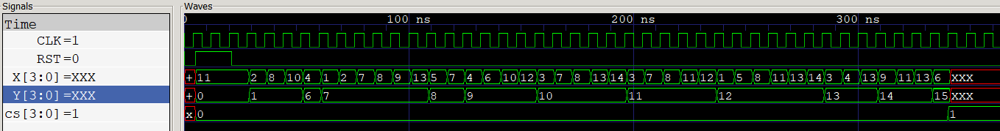 Signals
Waves
Time
0 100 ns 200 ns 300 ns
CLK=1
RST=0
X[3:0]=XXX + 11 2 8 10 4 1 2 7 8 9 13 5 7 4 6 10 12 3 7 8 13 14 3 7 8 11 12 1 5 8 11 13 14 3 4 13 9 11 13 6 xxx
Y[3:0]=XXX + 0 1 6 7 8 9 10 11 12 13 14 15 xxx
cs[3:0]=1 x 0 1